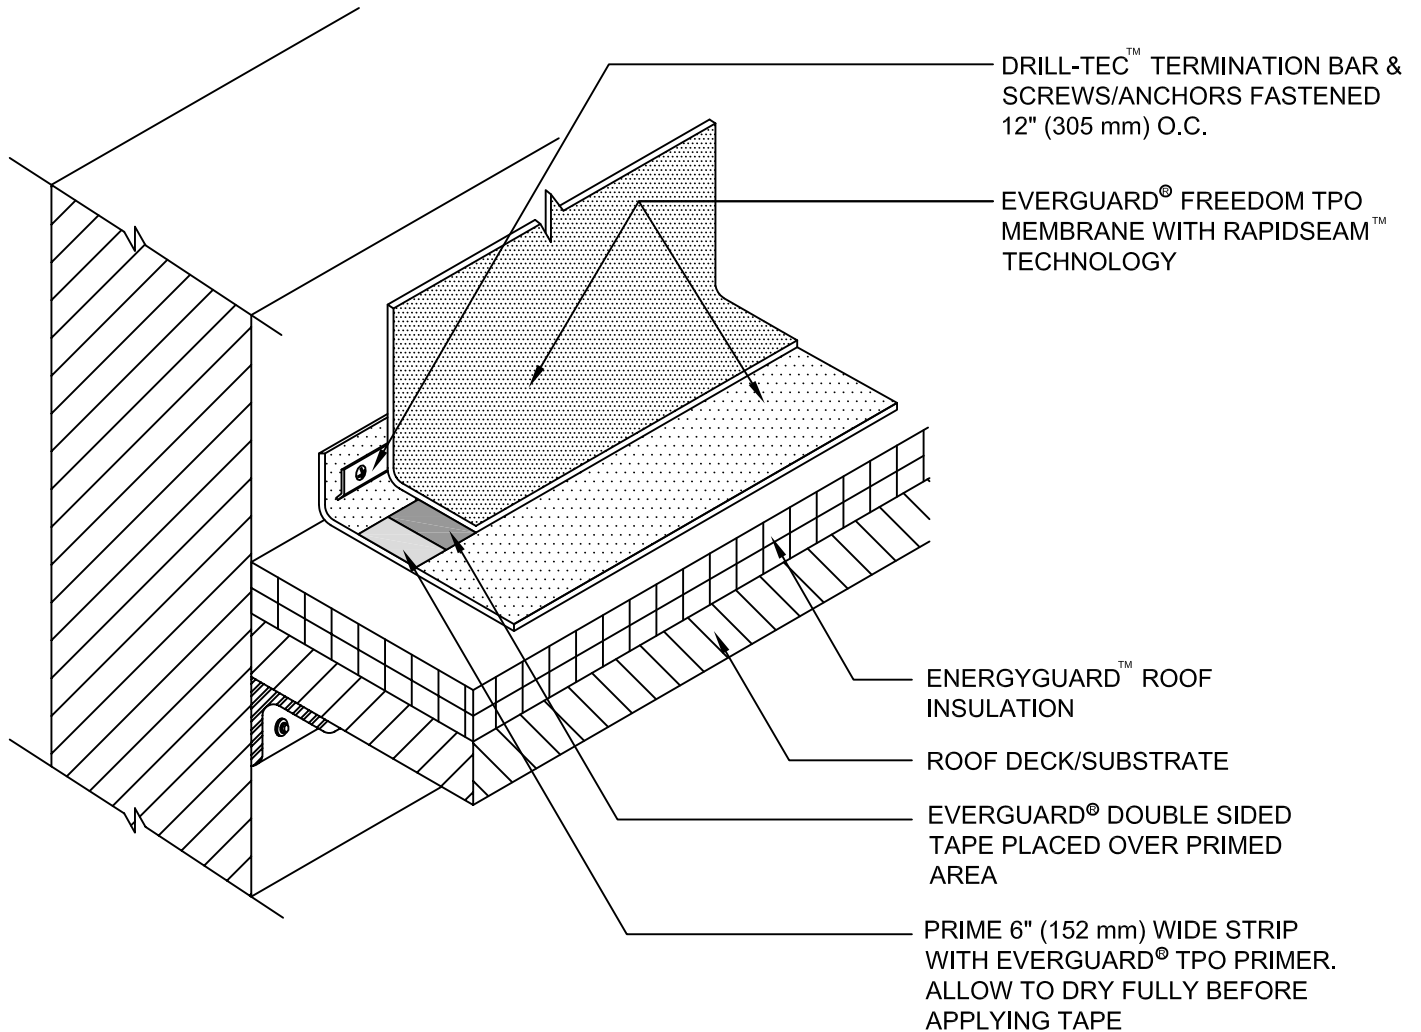 DRILL-TEC™ TERMINATION BAR &
SCREWS/ANCHORS FASTENED
12" (305 mm) O.C.
EVERGUARD® FREEDOM TPO
MEMBRANE WITH RAPIDSEAM™
TECHNOLOGY
ENERGYGUARD™ ROOF
INSULATION
ROOF DECK/SUBSTRATE
EVERGUARD® DOUBLE SIDED
TAPE PLACED OVER PRIMED
AREA
PRIME 6" (152 mm) WIDE STRIP
WITH EVERGUARD® TPO PRIMER.
ALLOW TO DRY FULLY BEFORE
APPLYING TAPE